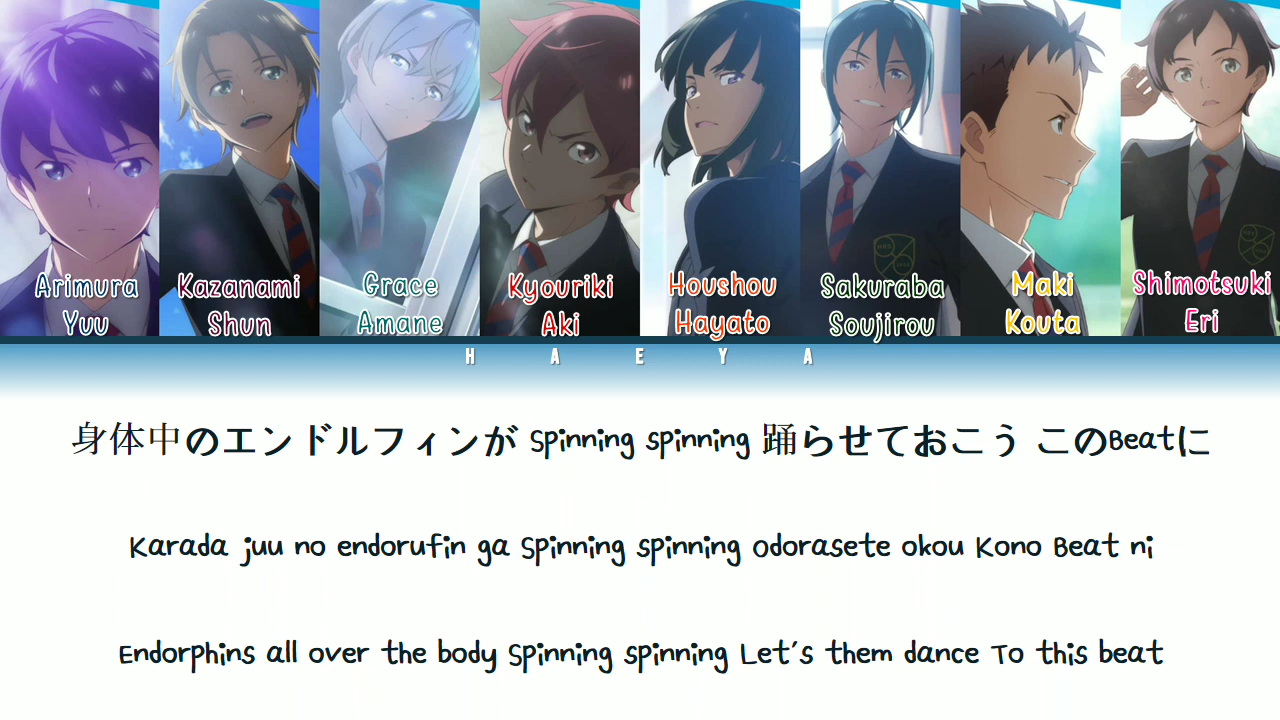 Arimura Yuu
Kazanami Shun
Grace Amane
Kyouriki Aki
Houshou Hayato
Sakuraba Soujirou
Maki Kouta
Shimotsuki Eri
H A E Y A
身体中のエンドルフィンが Spinning spinning 踊らせておこう このBeatに
Karada juu no endorufin ga Spinning spinning Odorasete okou Kono Beat ni
Endorphins all over the body Spinning spinning Let's them dance To this beat